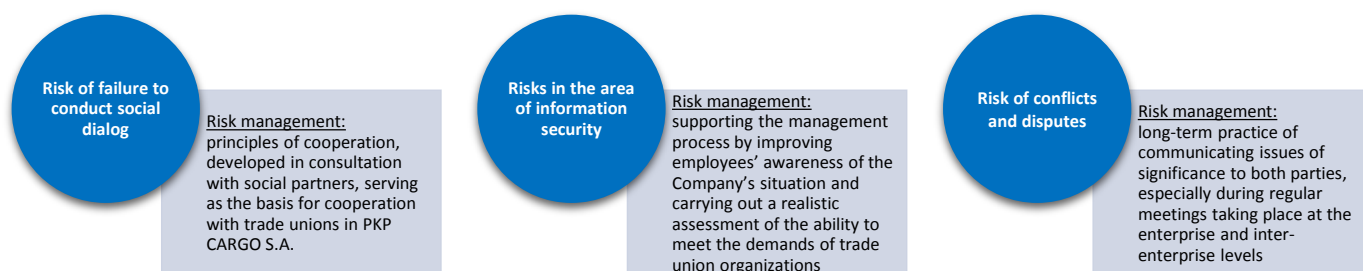 Risk of failure to
conduct social
dialog
Risk management:
principles of cooperation,
developed in consultation
with social partners, serving
as the basis for cooperation
with trade unions in PKP
CARGO S.A.
Risks in the area
of information
security
Risk management:
supporting the management
process by improving
employees’ awareness of the
Company’s situation and
carrying out a realistic
assessment of the ability to
meet the demands of trade
union organizations
Risk of conflicts
and disputes
Risk management:
long-term practice of
communicating issues of
significance to both parties,
especially during regular
meetings taking place at the
enterprise and inter-
enterprise levels